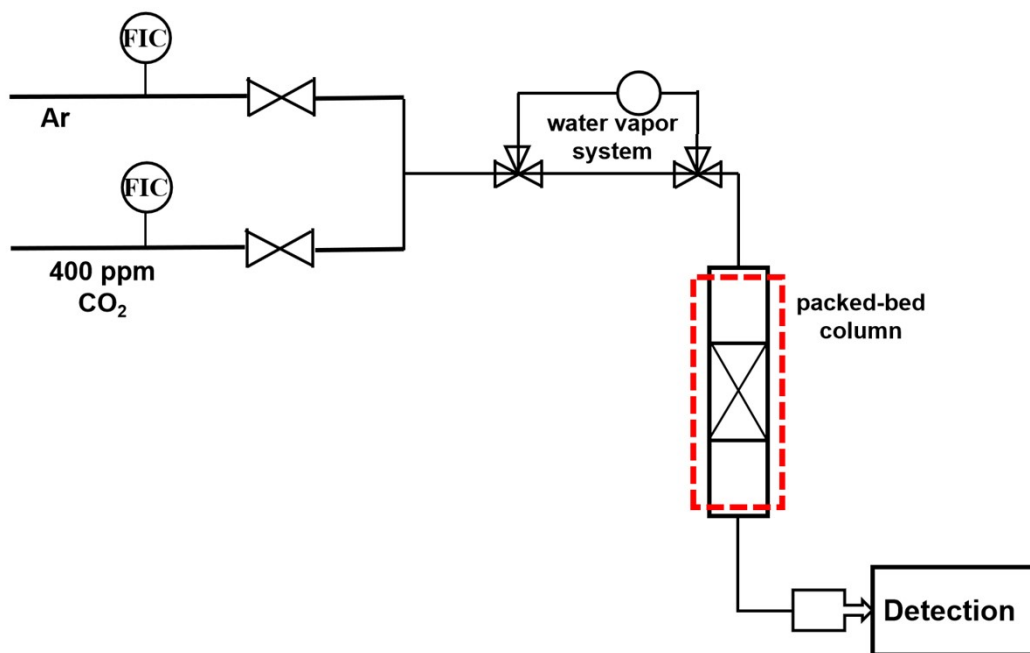 FIC
Ar
FIC
400 ppm
CO₂
water vapor
system
packed-bed
column
Detection